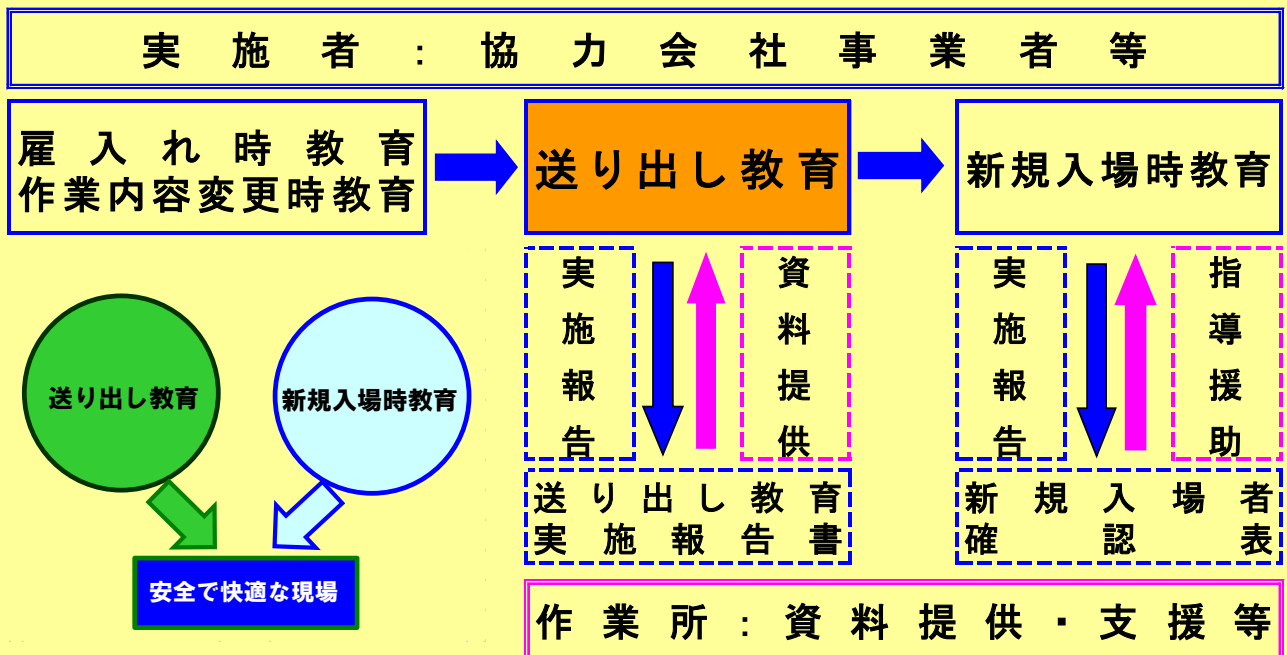 実施者：協力会社事業者等
雇入れ時教育
作業内容変更時教育
送り出し教育
新規入場時教育
実施報告
資料提供
実施報告
指導援助
送り出し教育
実施報告書
新規入場者
確認表
送り出し教育
新規入場時教育
安全で快適な現場
作業所：資料提供・支援等